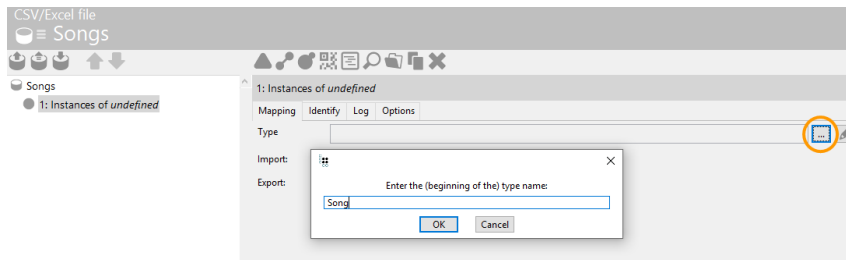 CSV/Excel file
Songs
Songs
1: Instances of undefined
1: Instances of undefined
Mapping Identify Log Options
Type
...
Import:
Export:
Enter the (beginning of the) type name:
Song
OK Cancel